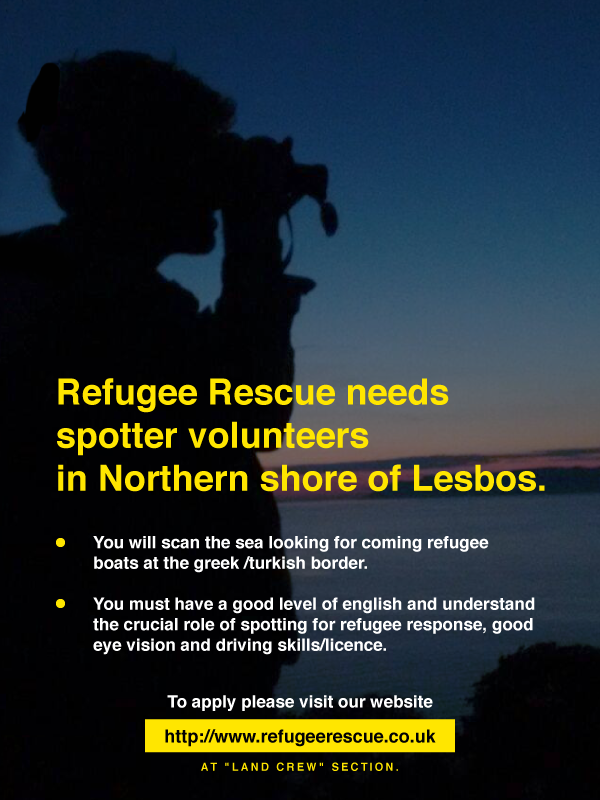 Refugee Rescue needs
spotter volunteers
in Northern shore of Lesbos.
You will scan the sea looking for coming refugee
boats at the greek /turkish border.
You must have a good level of english and understand
the crucial role of spotting for refugee response, good
eye vision and driving skills/licence.
To apply please visit our website
http://www.refugeerescue.co.uk
AT "LAND CREW" SECTION.